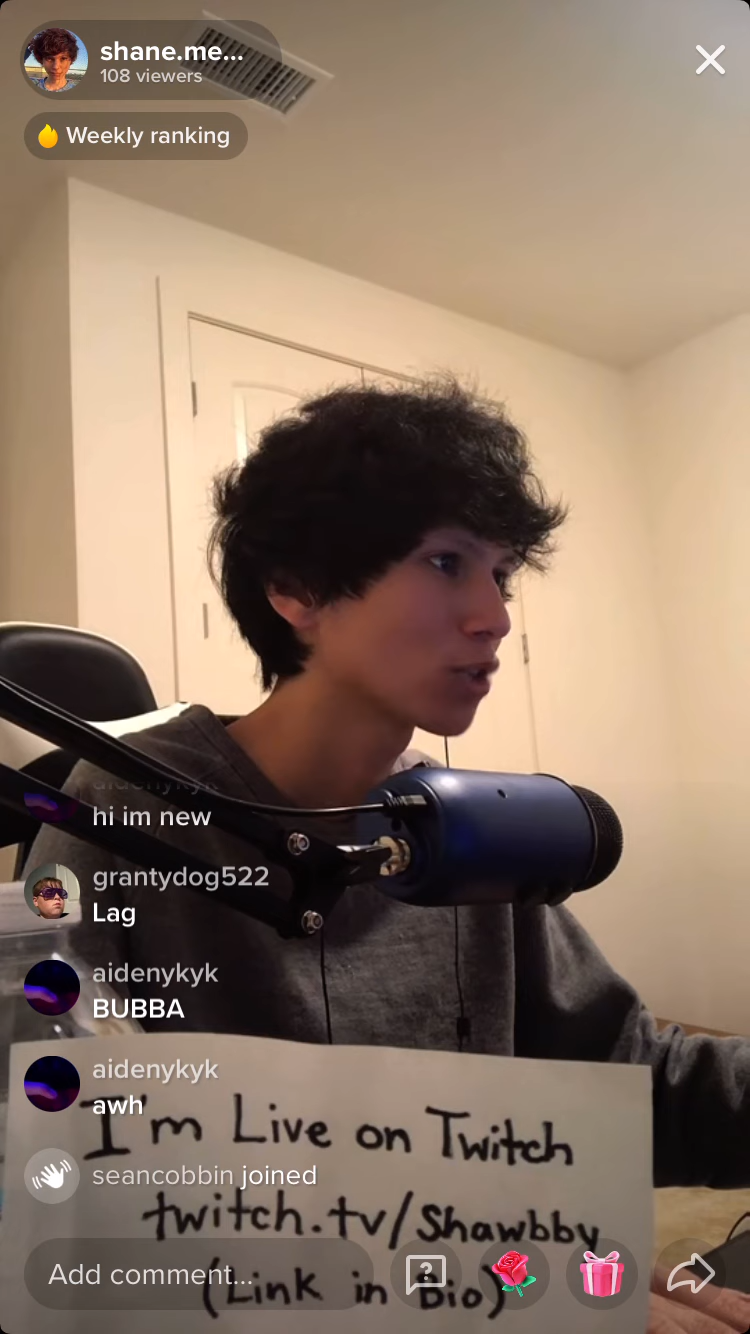 shane.me...
108 viewers
Weekly ranking
aidenykyk
hi im new
grantydog522
Lag
aidenykyk
BUBBA
aidenykyk
awh
seancobbin joined
I'm Live on Twitch
twitch.tv/Shawbby
(Link in Bio)
Add comment...